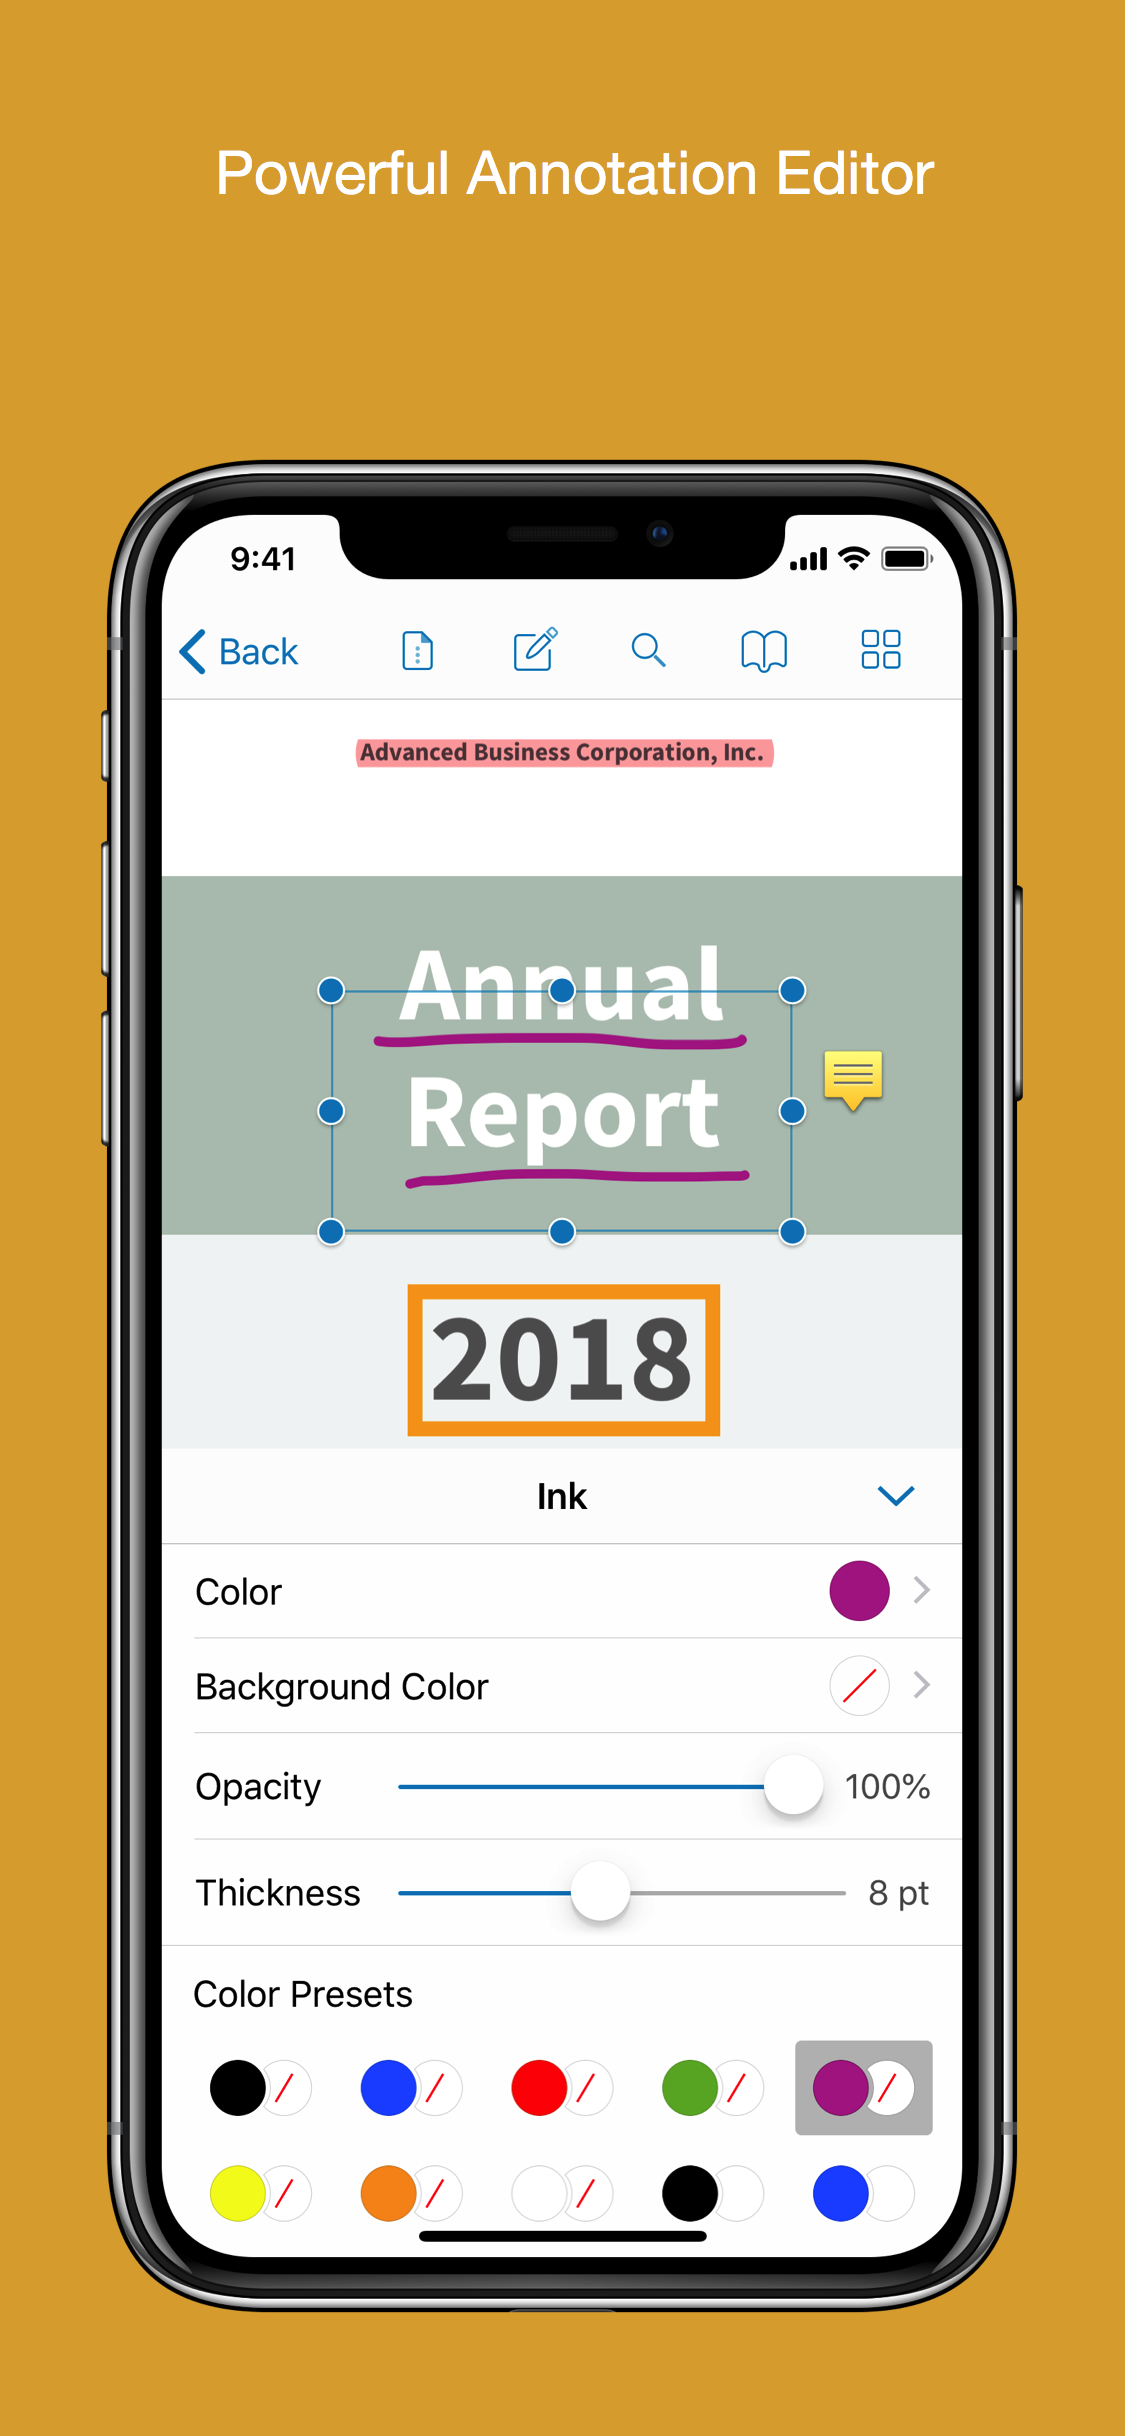 Powerful Annotation Editor
9:41
Back
Advanced Business Corporation, Inc.
Annual
Report
2018
Ink
Color
Background Color
Opacity 100%
Thickness 8 pt
Color Presets